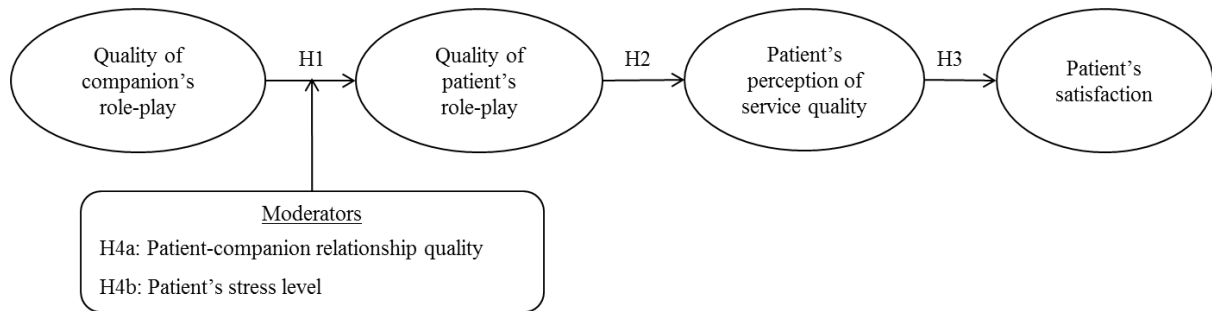 Quality of
companion's
role-play
H1
Quality of
patient's
role-play
H2
Patient's
perception of
service quality
H3
Patient's
satisfaction
Moderators
H4a: Patient-companion relationship quality
H4b: Patient's stress level